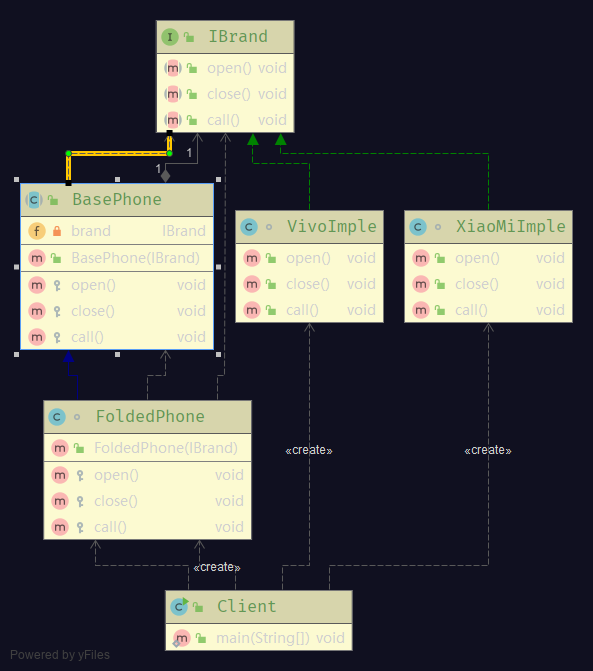 I IBrand
m open() void
m close() void
m call() void
1
1
C BasePhone
f brand IBrand
m BasePhone(IBrand)
m open() void
m close() void
m call() void
C VivoImple
m open() void
m close() void
m call() void
C XiaoMiImple
m open() void
m close() void
m call() void
C FoldedPhone
m FoldedPhone(IBrand)
m open() void
m close() void
m call() void
«create»
«create»
«create»
C Client
m main(String[]) void
Powered by yFiles